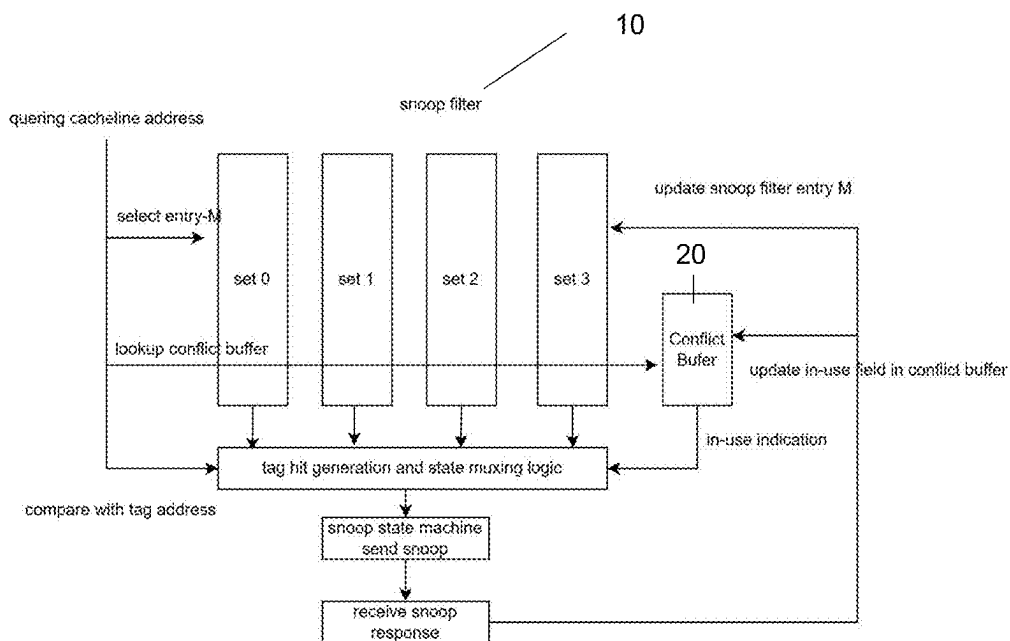 10
snoop filter
quering cacheline address
update snoop filter entry M
select entry-M
20
set 0
set 1
set 2
set 3
Conflict
Bufer
lookup conflict buffer
update in-use field in conflict buffer
in-use indication
tag hit generation and state muxing logic
compare with tag address
snoop state machine
send snoop
receive snoop
response